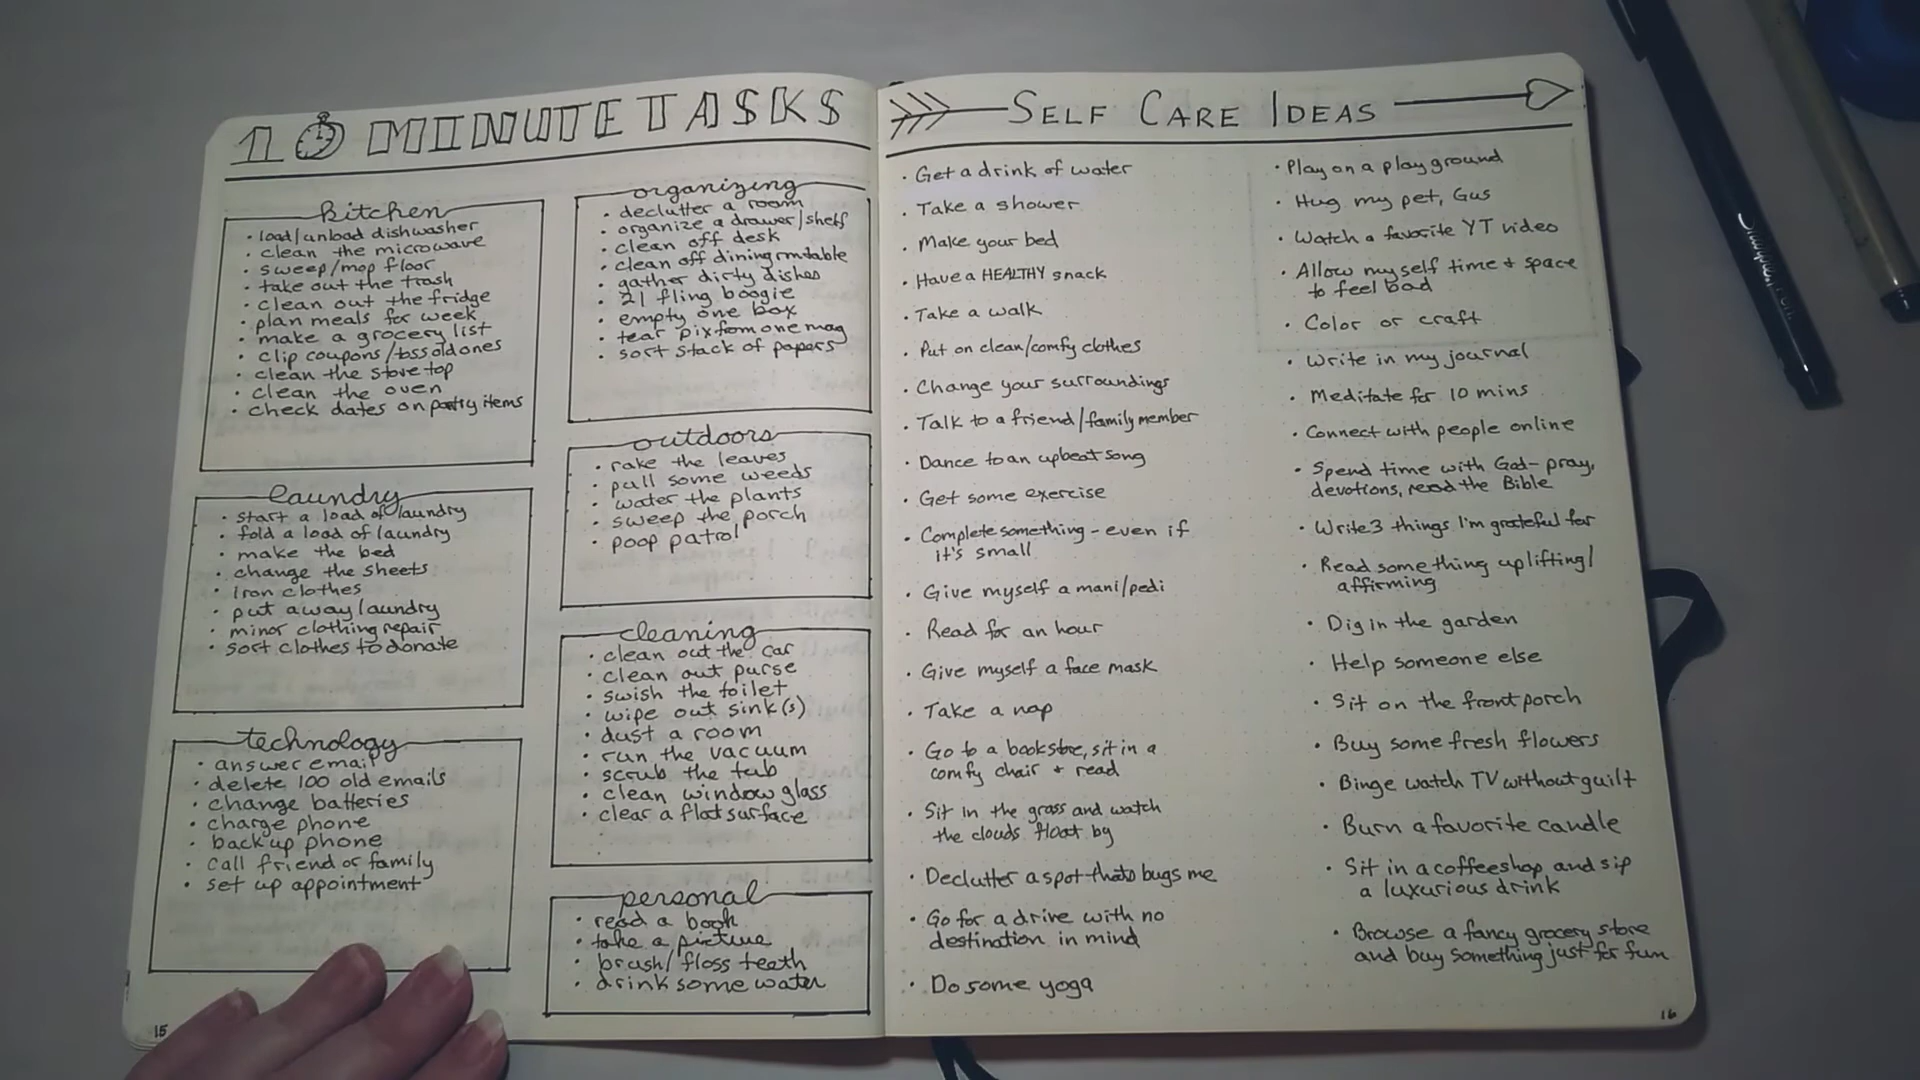 10 MINUTE TASKS
kitchen
· load/unload dishwasher
· clean the microwave
· sweep/mop floor
· take out the trash
· clean out the fridge
· plan meals for week
· make a grocery list
· clip coupons/toss old ones
· clean the stove top
· clean the oven
· check dates on pantry items
laundry
· start a load of laundry
· fold a load of laundry
· make the bed
· change the sheets
· iron clothes
· put away laundry
· minor clothing repair
· sort clothes to donate
technology
· answer email
· delete 100 old emails
· change batteries
· charge phone
· back up phone
· call friend or family
· set up appointment
15
organizing
· declutter a room
· organize a drawer/shelf
· clean off desk
· clean off dining rm table
· gather dirty dishes
· 21 fling boogie
· empty one box
· tear pix from one mag
· sort stack of papers
outdoors
· rake the leaves
· pull some weeds
· water the plants
· sweep the porch
· poop patrol
cleaning
· clean out the car
· clean out purse
· swish the toilet
· wipe out sink(s)
· dust a room
· run the vacuum
· scrub the tub
· clean window glass
· clear a flat surface
personal
· read a book
· take a picture
· brush/floss teeth
· drink some water
SELF CARE IDEAS
· Get a drink of water
· Take a shower
· Make your bed
· Have a HEALTHY snack
· Take a walk
· Put on clean/comfy clothes
· Change your surroundings
· Talk to a friend/family member
· Dance to an upbeat song
· Get some exercise
· Complete something - even if
it's small
· Give myself a mani/pedi
· Read for an hour
· Give myself a face mask
· Take a nap
· Go to a bookstore, sit in a
comfy chair + read
· Sit in the grass and watch
the clouds float by
· Declutter a spot thats bugs me
· Go for a drive with no
destination in mind
· Do some yoga
· Play on a playground
· Hug my pet, Gus
· Watch a favorite YT video
· Allow myself time + space
to feel bad
· Color or craft
· Write in my journal
· Meditate for 10 mins
· Connect with people online
· Spend time with God- pray,
devotions, read the Bible
· Write 3 things I'm grateful for
· Read something uplifting/
affirming
· Dig in the garden
· Help someone else
· Sit on the front porch
· Buy some fresh flowers
· Binge watch TV without guilt
· Burn a favorite candle
· Sit in a coffeeshop and sip
a luxurious drink
· Browse a fancy grocery store
and buy something just for fun
16